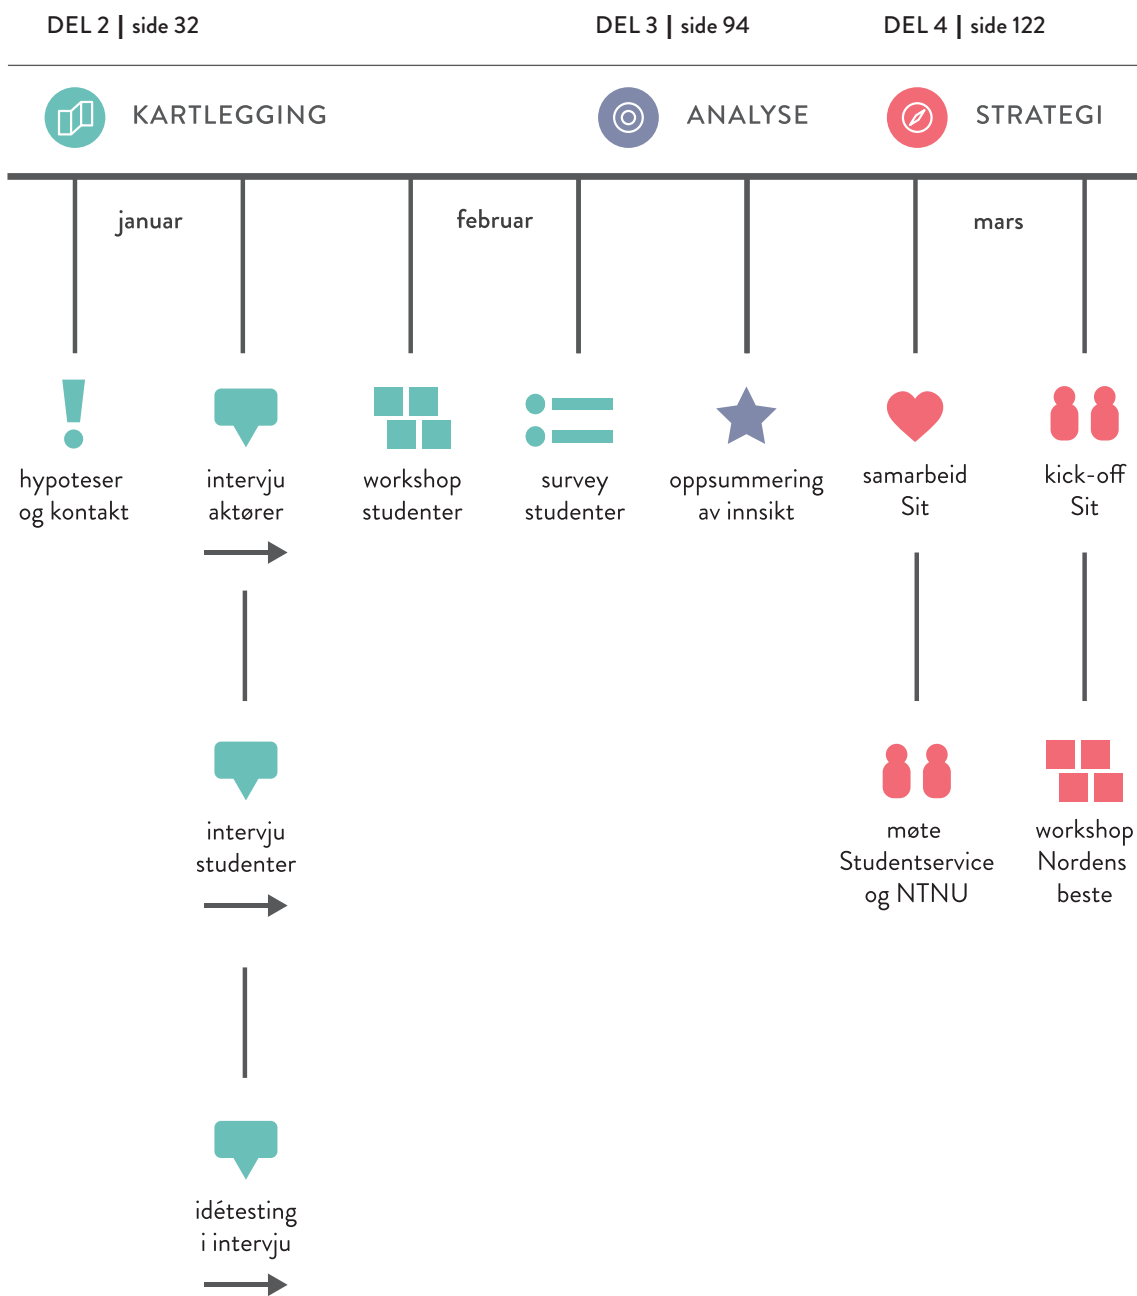 DEL 2 | side 32
DEL 3 | side 94
DEL 4 | side 122
KARTLEGGING
ANALYSE
STRATEGI
januar
februar
mars
hypoteser
og kontakt
intervju
aktører
workshop
studenter
survey
studenter
oppsummering
av innsikt
samarbeid
Sit
kick-off
Sit
intervju
studenter
møte
Studentservice
og NTNU
workshop
Nordens
beste
idétesting
i intervju